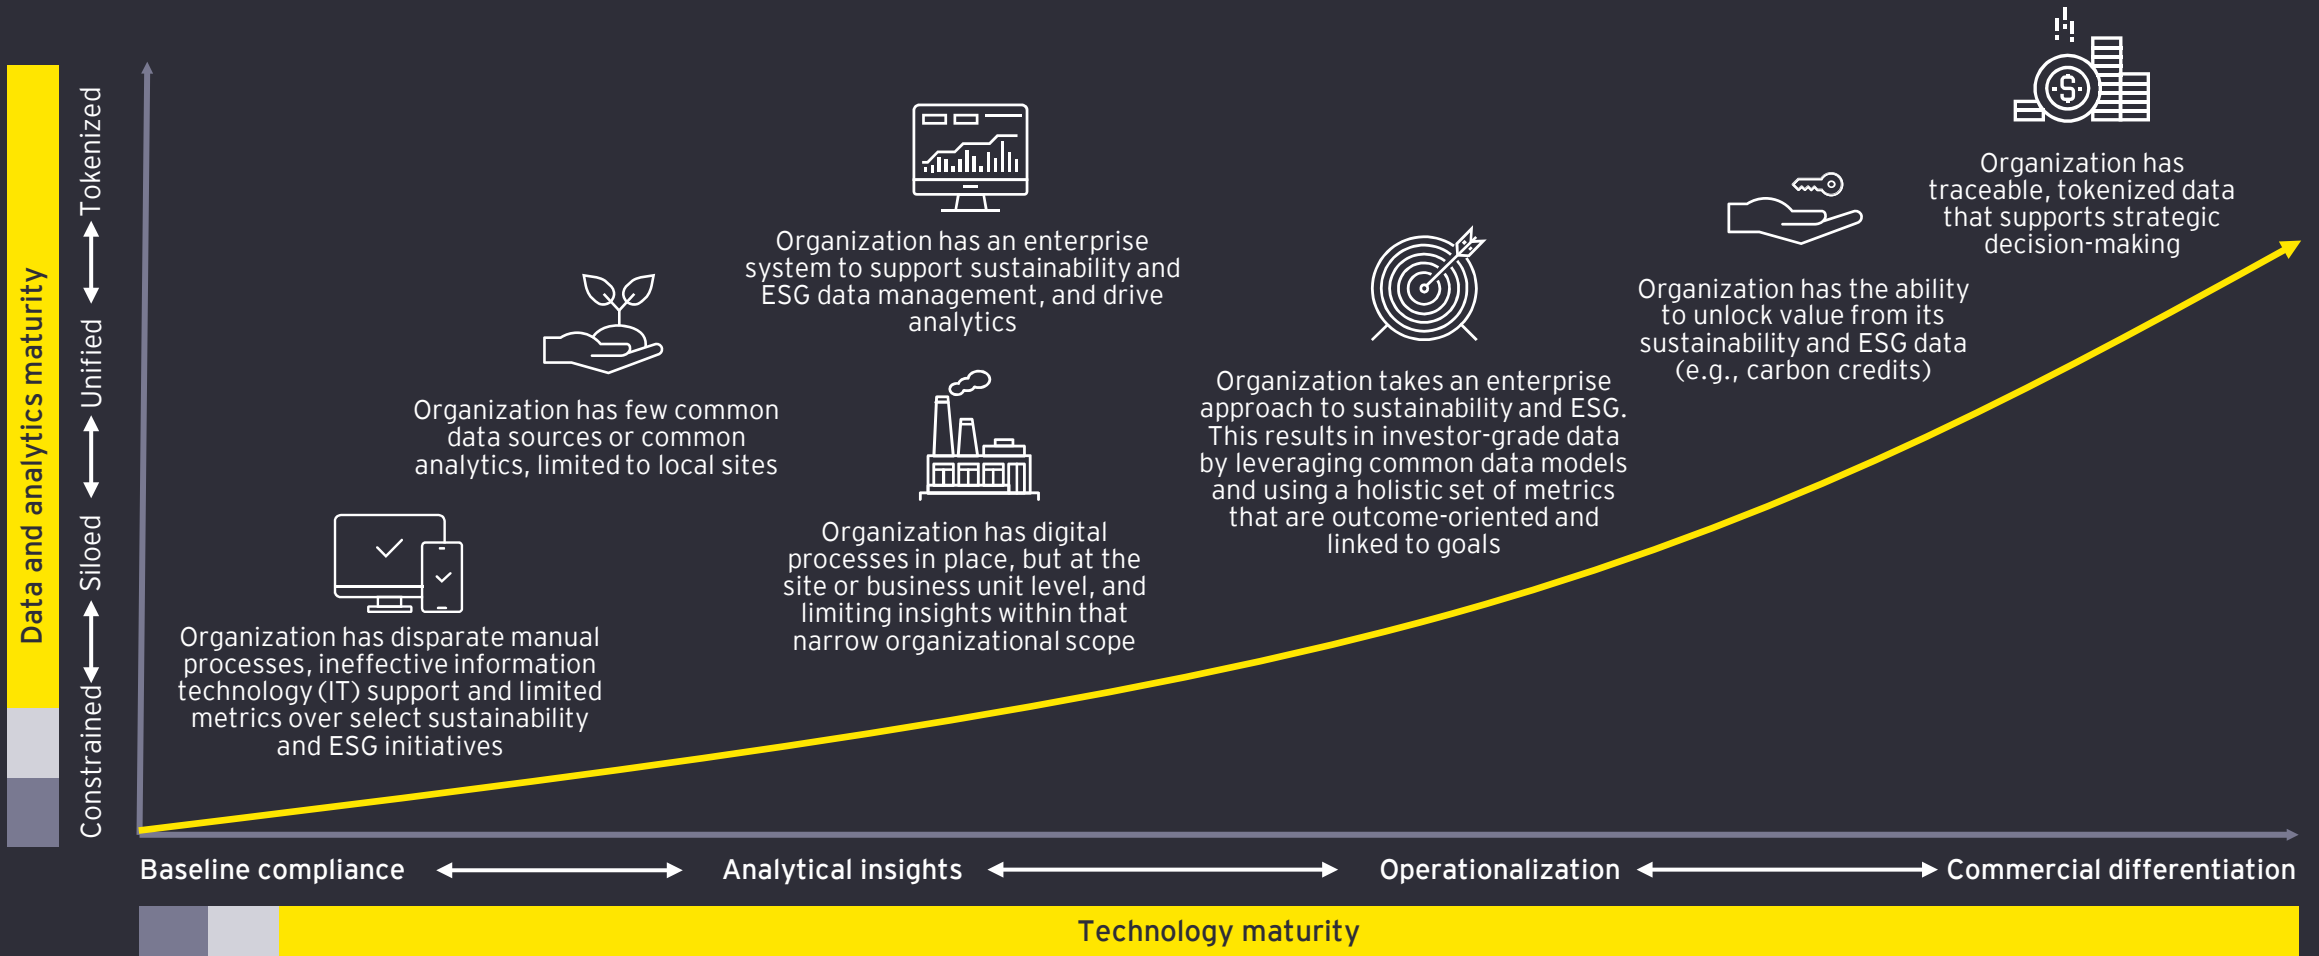 Data and analytics maturity
Tokenized
Unified
Siloed
Constrained
Organization has disparate manual
processes, ineffective information
technology (IT) support and limited
metrics over select sustainability
and ESG initiatives
Organization has few common
data sources or common
analytics, limited to local sites
Organization has an enterprise
system to support sustainability and
ESG data management, and drive
analytics
Organization has digital
processes in place, but at the
site or business unit level, and
limiting insights within that
narrow organizational scope
Organization takes an enterprise
approach to sustainability and ESG.
This results in investor-grade data
by leveraging common data models
and using a holistic set of metrics
that are outcome-oriented and
linked to goals
Organization has the ability
to unlock value from its
sustainability and ESG data
(e.g., carbon credits)
Organization has
traceable, tokenized data
that supports strategic
decision-making
Baseline compliance
Analytical insights
Operationalization
Commercial differentiation
Technology maturity